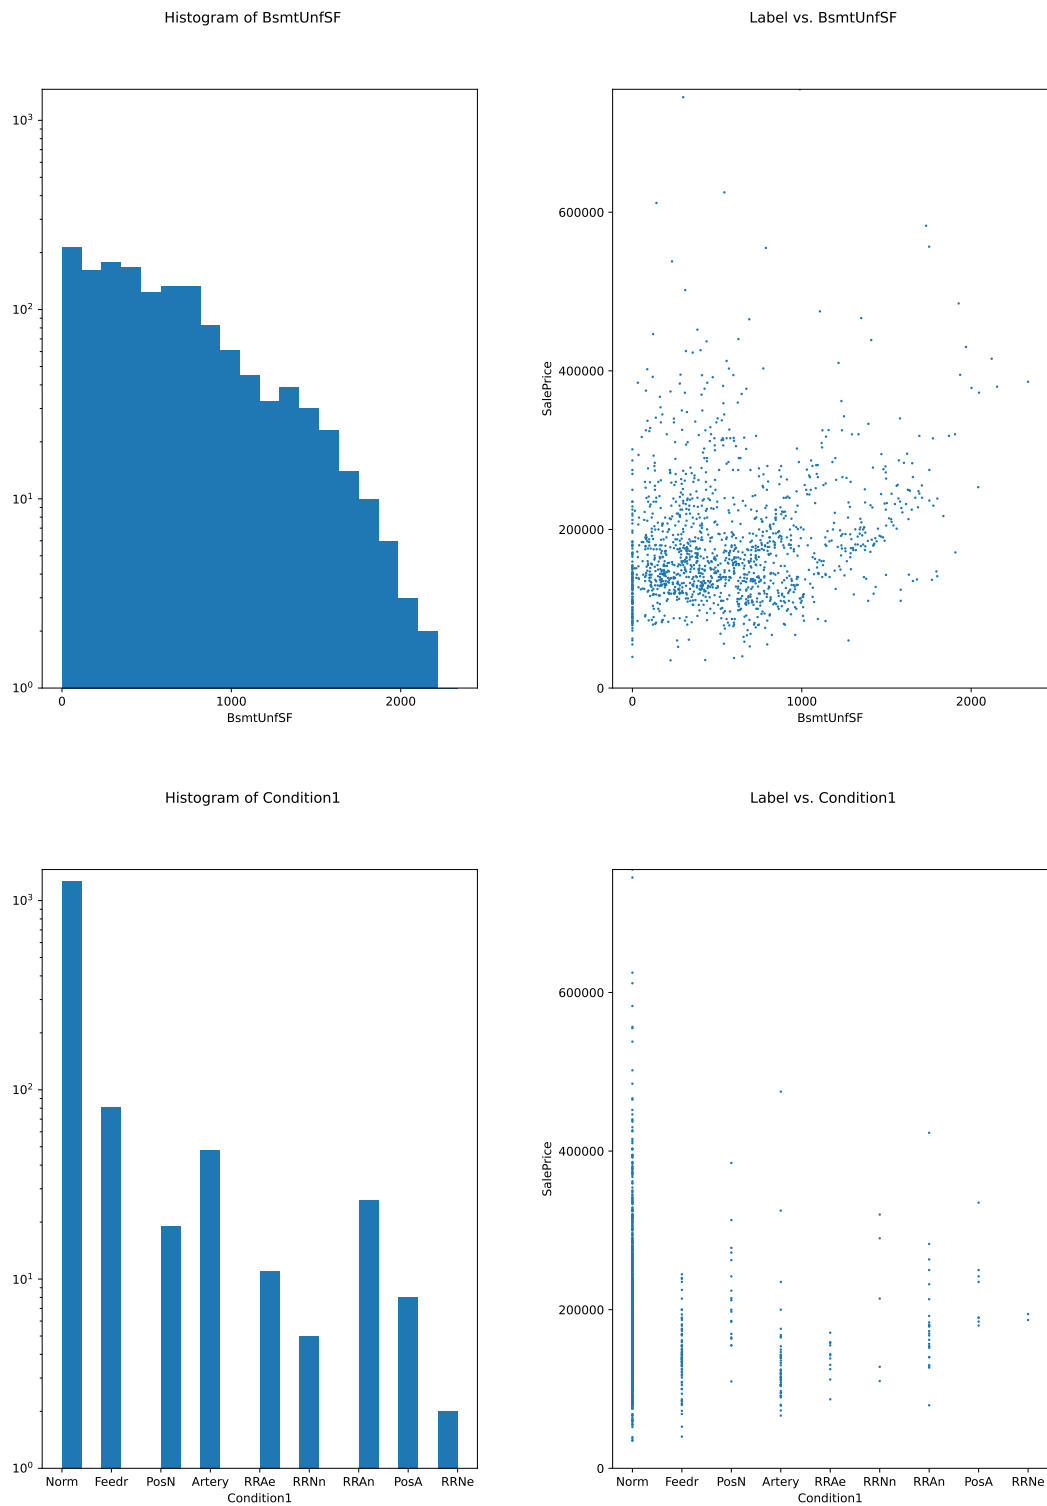 Histogram of BsmtUnfSF
Label vs. BsmtUnfSF
10³
10²
10¹
10⁰
0 1000 2000
BsmtUnfSF
SalePrice
600000
400000
200000
0
0 1000 2000
BsmtUnfSF
Histogram of Condition1
Label vs. Condition1
10³
10²
10¹
10⁰
Norm Feedr PosN Artery RRAe RRNn RRAn PosA RRNe
Condition1
SalePrice
600000
400000
200000
0
Norm Feedr PosN Artery RRAe RRNn RRAn PosA RRNe
Condition1